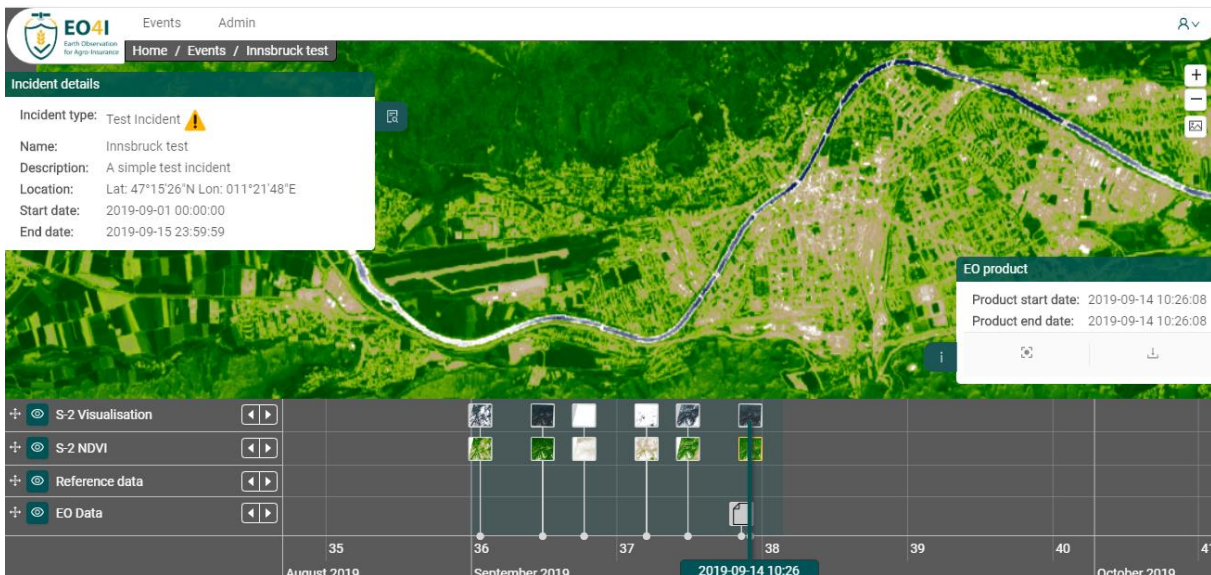 EO4I
Earth Observation
for Agro-Insurance
Events Admin
Home / Events / Innsbruck test
Incident details
Incident type: Test Incident
Name: Innsbruck test
Description: A simple test incident
Location: Lat: 47°15'26"N Lon: 011°21'48"E
Start date: 2019-09-01 00:00:00
End date: 2019-09-15 23:59:59
EO product
Product start date: 2019-09-14 10:26:08
Product end date: 2019-09-14 10:26:08
i
S-2 Visualisation
S-2 NDVI
Reference data
EO Data
35 36 37 38 39 40 41
August 2019 September 2019 2019-09-14 10:26 October 2019